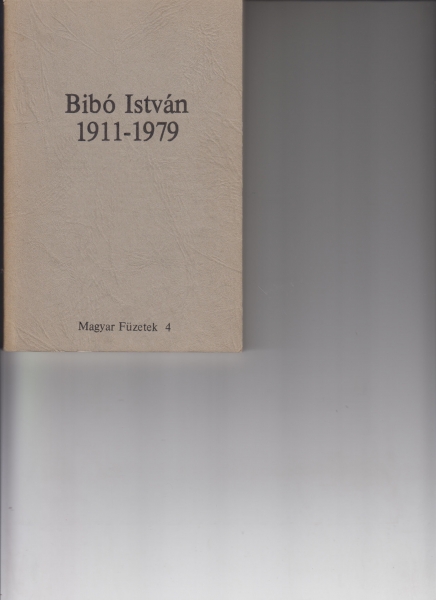 Bibó István
1911-1979
Magyar Füzetek 4